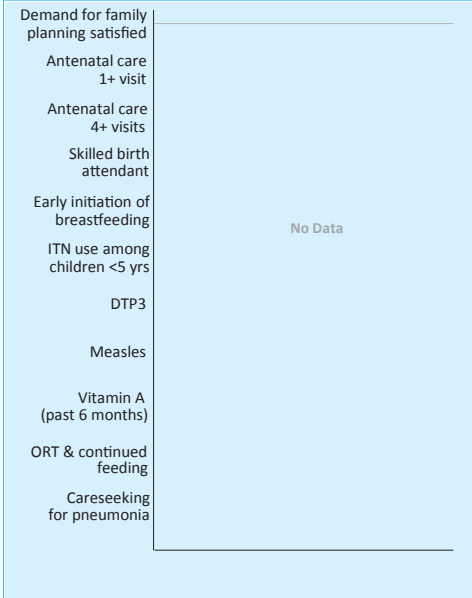 Demand for family
planning satisfied
Antenatal care
1+ visit
Antenatal care
4+ visits
Skilled birth
attendant
Early initiation of
breastfeeding
No Data
ITN use among
children <5 yrs
DTP3
Measles
Vitamin A
(past 6 months)
ORT & continued
feeding
Careseeking
for pneumonia